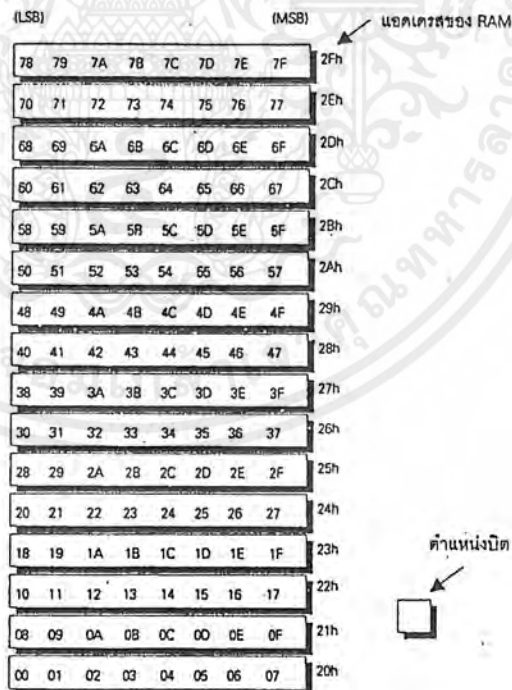 (LSB) (MSB) แอดเดรสของ RAM
78 79 7A 7B 7C 7D 7E 7F 2Fh
70 71 72 73 74 75 76 77 2Eh
68 69 6A 6B 6C 6D 6E 6F 2Dh
60 61 62 63 64 65 66 67 2Ch
58 59 5A 5B 5C 5D 5E 5F 2Bh
50 51 52 53 54 55 56 57 2Ah
48 49 4A 4B 4C 4D 4E 4F 29h
40 41 42 43 44 45 46 47 28h
38 39 3A 3B 3C 3D 3E 3F 27h
30 31 32 33 34 35 36 37 26h
28 29 2A 2B 2C 2D 2E 2F 25h
20 21 22 23 24 25 26 27 24h
18 19 1A 1B 1C 1D 1E 1F 23h
ตำแหน่งบิต
10 11 12 13 14 15 16 17 22h
08 09 0A 0B 0C 0D 0E 0F 21h
00 01 02 03 04 05 06 07 20h